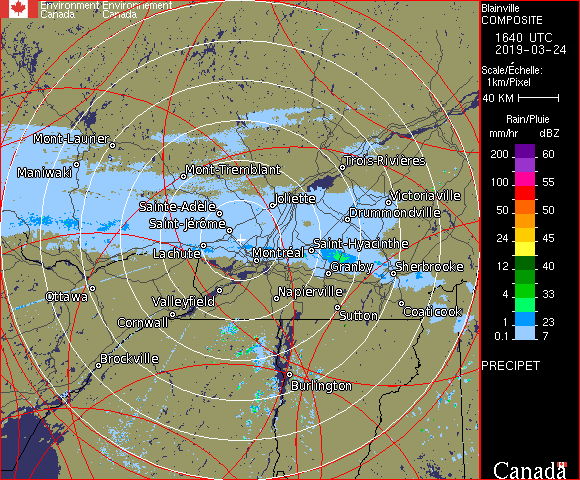 Environment Environnement
Canada Canada
Mont-Laurier
Maniwaki
Mont-Tremblant
Trois-Rivières
Joliette
Victoriaville
Sainte-Adèle
Drummondville
Saint-Jérôme
Saint-Hyacinthe
Lachute
Montréal
Granby
Sherbrooke
Ottawa
Valleyfield
Napierville
Coaticook
Cornwall
Sutton
Brockville
Burlington
Blainville
COMPOSITE
1640 UTC
2019-03-24
Scale/Échelle:
1km/Pixel
40 KM
Rain/Pluie
mm/hr dBZ
200 60
100 55
50 50
24 45
12 40
4 33
1 23
0.1 7
PRECIPET
Canada